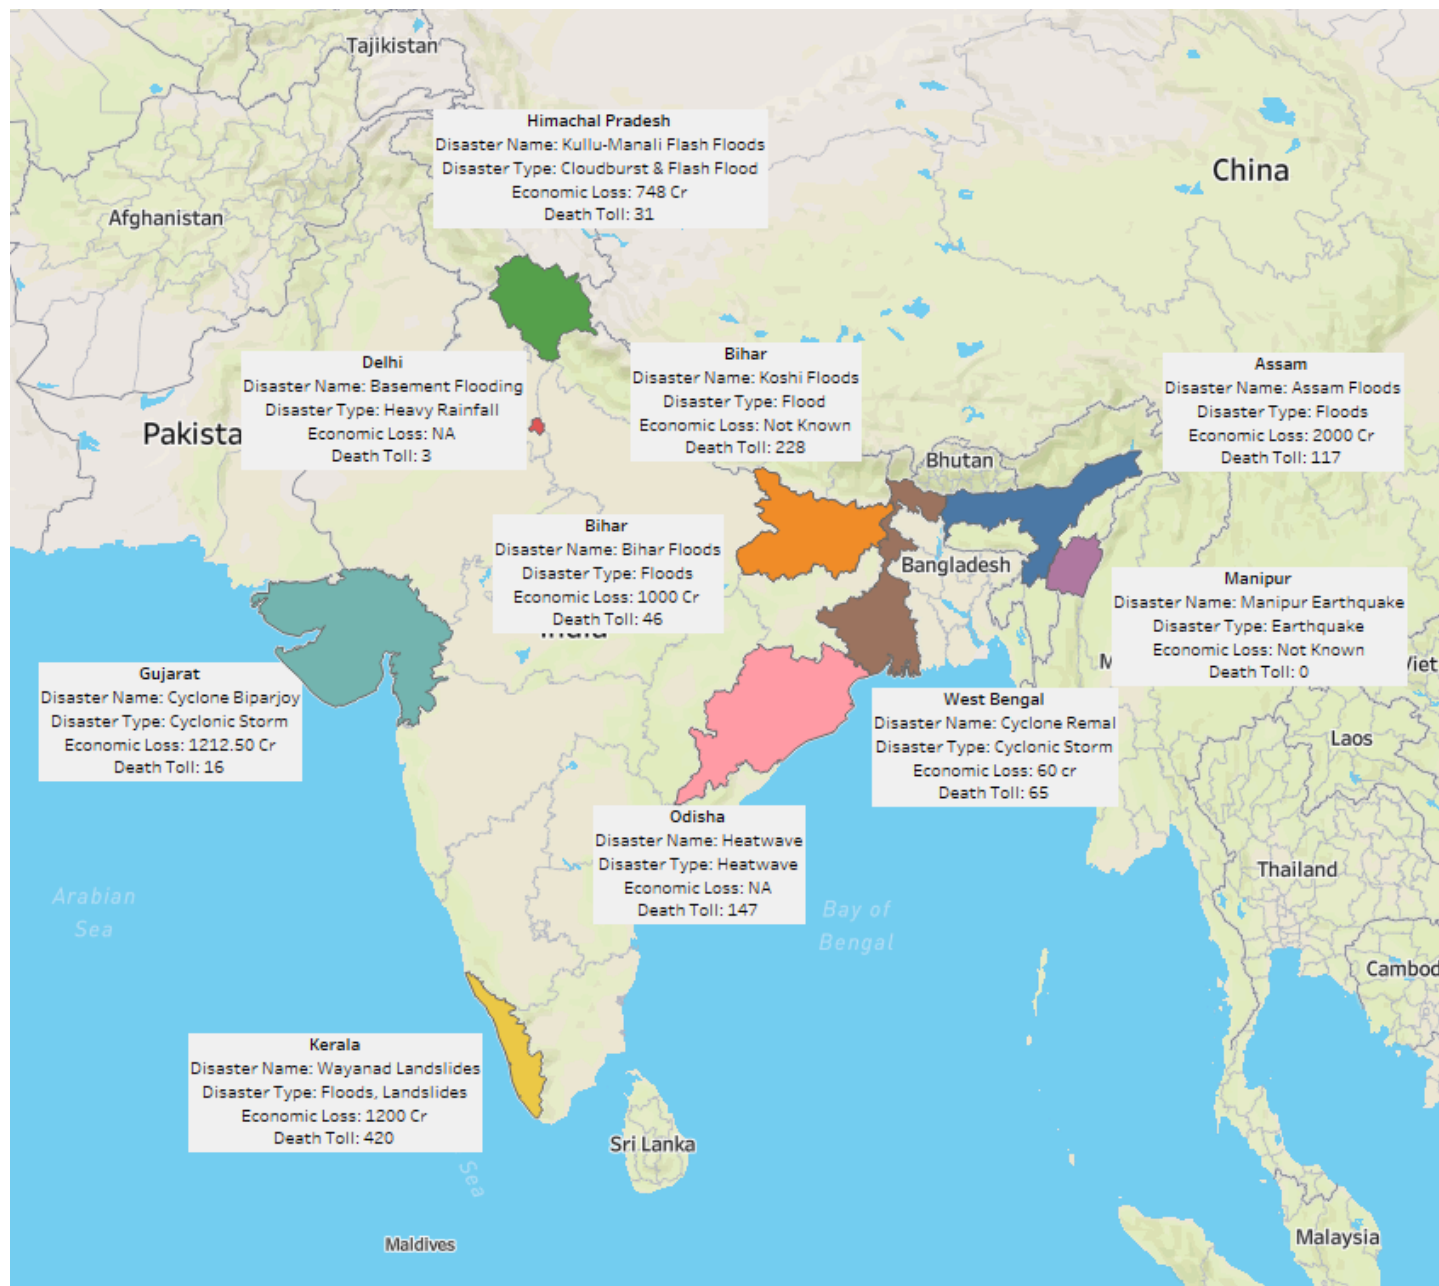 Tajikistan
Himachal Pradesh
Disaster Name: Kullu-Manali Flash Floods
Disaster Type: Cloudburst & Flash Flood
Economic Loss: 748 Cr
Death Toll: 31
China
Afghanistan
Delhi
Disaster Name: Basement Flooding
Disaster Type: Heavy Rainfall
Economic Loss: NA
Death Toll: 3
Bihar
Disaster Name: Koshi Floods
Disaster Type: Flood
Economic Loss: Not Known
Death Toll: 228
Assam
Disaster Name: Assam Floods
Disaster Type: Floods
Economic Loss: 2000 Cr
Death Toll: 117
Pakista
Bhutan
Bihar
Disaster Name: Bihar Floods
Disaster Type: Floods
Economic Loss: 1000 Cr
Death Toll: 46
India
Bangladesh
Manipur
Disaster Name: Manipur Earthquake
Disaster Type: Earthquake
Economic Loss: Not Known
Death Toll: 0
M
Viet
Gujarat
Disaster Name: Cyclone Biparjoy
Disaster Type: Cyclonic Storm
Economic Loss: 1212.50 Cr
Death Toll: 16
West Bengal
Disaster Name: Cyclone Remal
Disaster Type: Cyclonic Storm
Economic Loss: 60 cr
Death Toll: 65
Laos
Odisha
Disaster Name: Heatwave
Disaster Type: Heatwave
Economic Loss: NA
Death Toll: 147
Thailand
Arabian
Sea
Bay of
Bengal
Cambod
Kerala
Disaster Name: Wayanad Landslides
Disaster Type: Floods, Landslides
Economic Loss: 1200 Cr
Death Toll: 420
Sri Lanka
Sea
Maldives
Malaysia